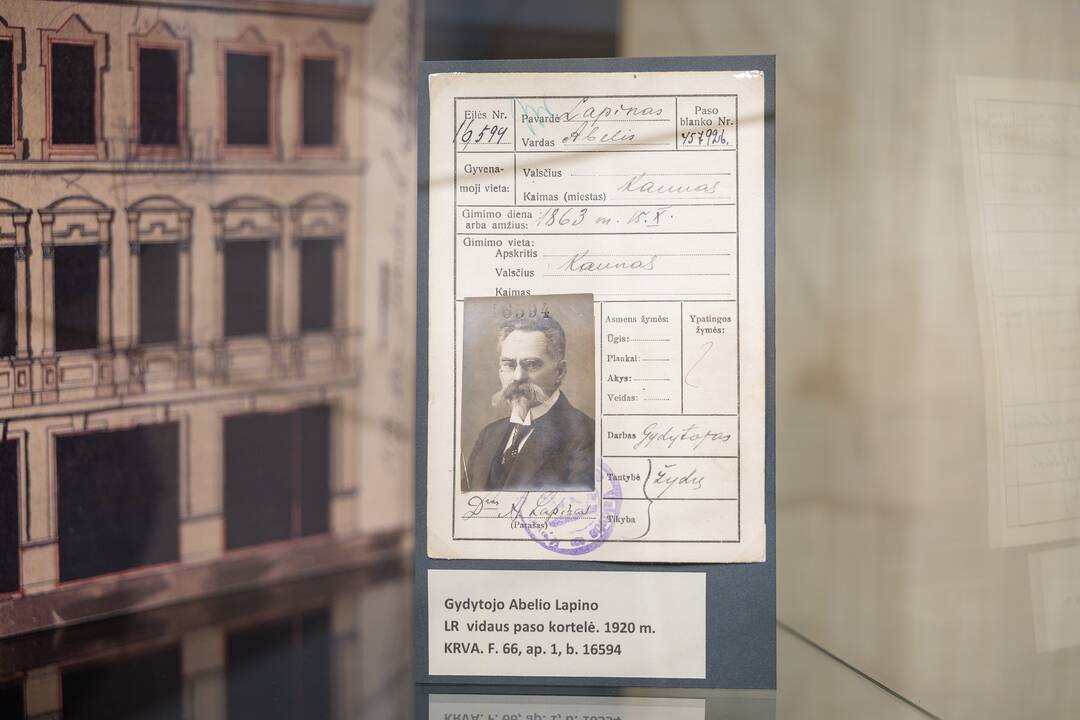 Eilės Nr.
16594
Pavardė Lapinas
Vardas Abelis
Paso
blanko Nr.
457926.
Gyvena-
moji vieta:
Valsčius
Kaimas (miestas) Kaunas
Gimimo diena
arba amžius: 1863 m. 15.X.
Gimimo vieta:
Apskritis
Valsčius Kaunas
Kaimas
16594
Asmens žymės:
Ūgis:
Plaukai:
Akys:
Veidas:
Ypatingos
žymės:
Darbas Gydytojas
Tautybė Žydų
Tikyba
A. Lapinas
(Parašas)
Gydytojo Abelio Lapino
LR vidaus paso kortelė. 1920 m.
KRVA. F. 66, ap. 1, b. 16594